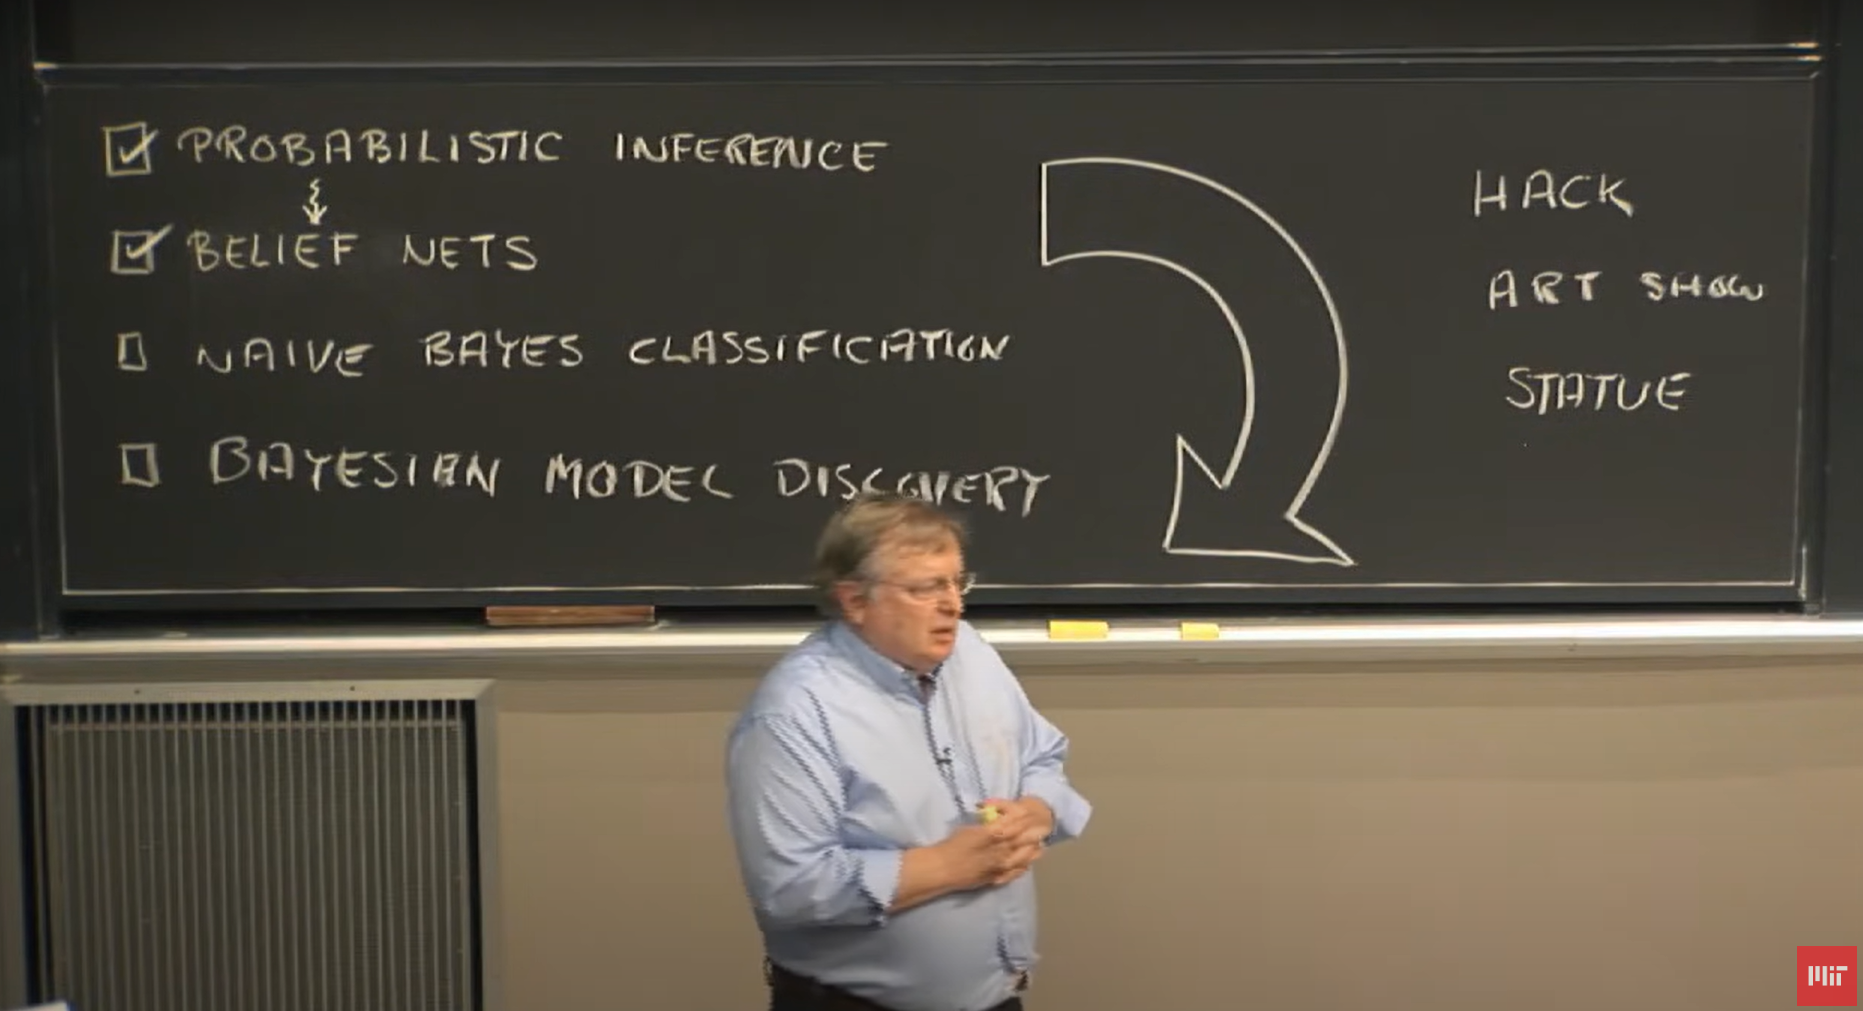 PROBABILISTIC INFERENCE
BELIEF NETS
NAIVE BAYES CLASSIFICATION
BAYESIAN MODEL DISCOVERY
HACK
ART SHOW
STATUE
MIT